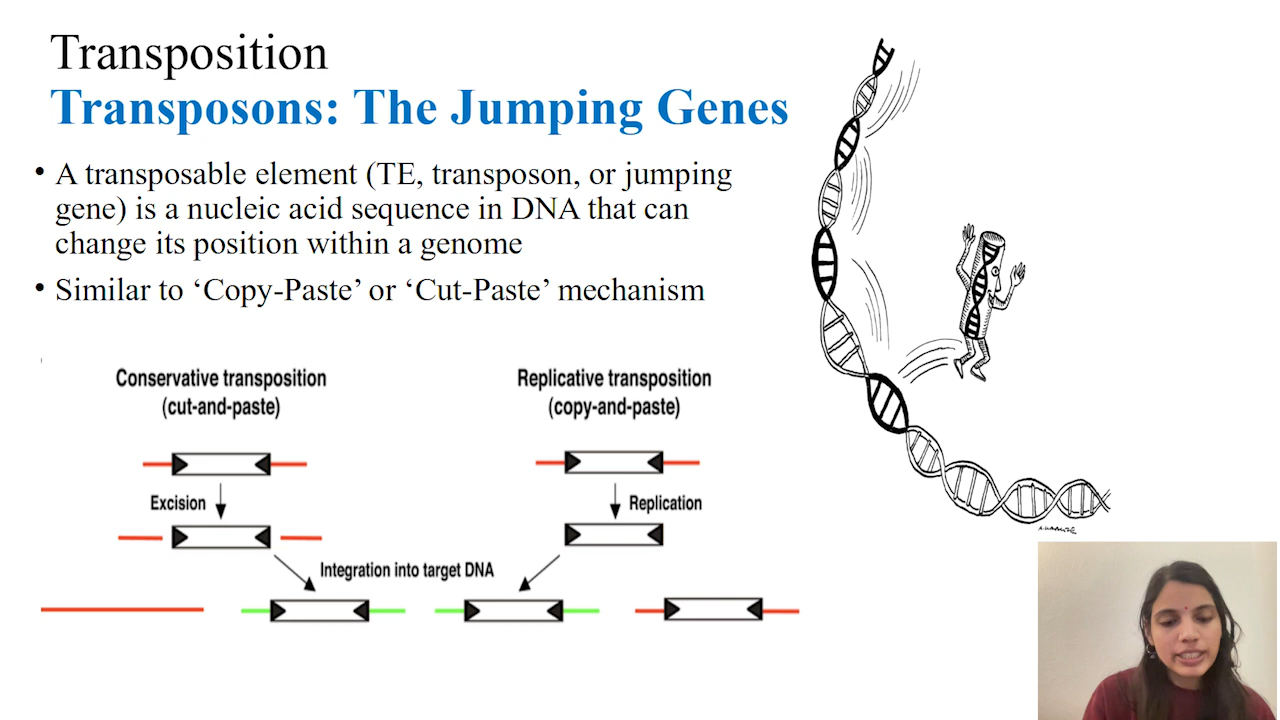 Transposition
Transposons: The Jumping Genes
• A transposable element (TE, transposon, or jumping
gene) is a nucleic acid sequence in DNA that can
change its position within a genome
• Similar to ‘Copy-Paste’ or ‘Cut-Paste’ mechanism
Conservative transposition
(cut-and-paste)
Replicative transposition
(copy-and-paste)
Excision
Replication
Integration into target DNA